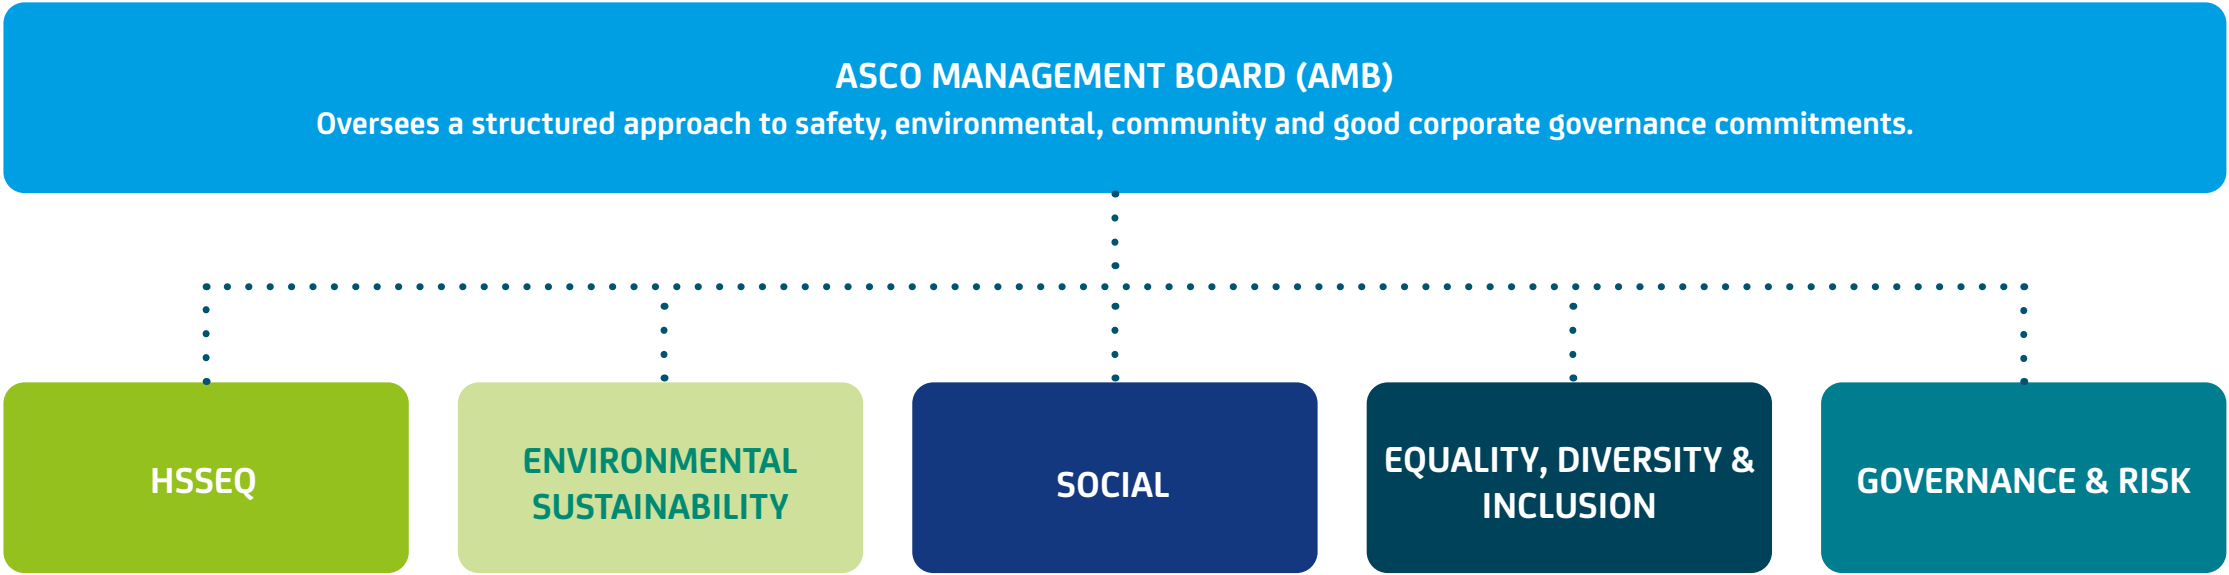 ASCO MANAGEMENT BOARD (AMB)
Oversees a structured approach to safety, environmental, community and good corporate governance commitments.
HSSEQ
ENVIRONMENTAL
SUSTAINABILITY
SOCIAL
EQUALITY, DIVERSITY &
INCLUSION
GOVERNANCE & RISK